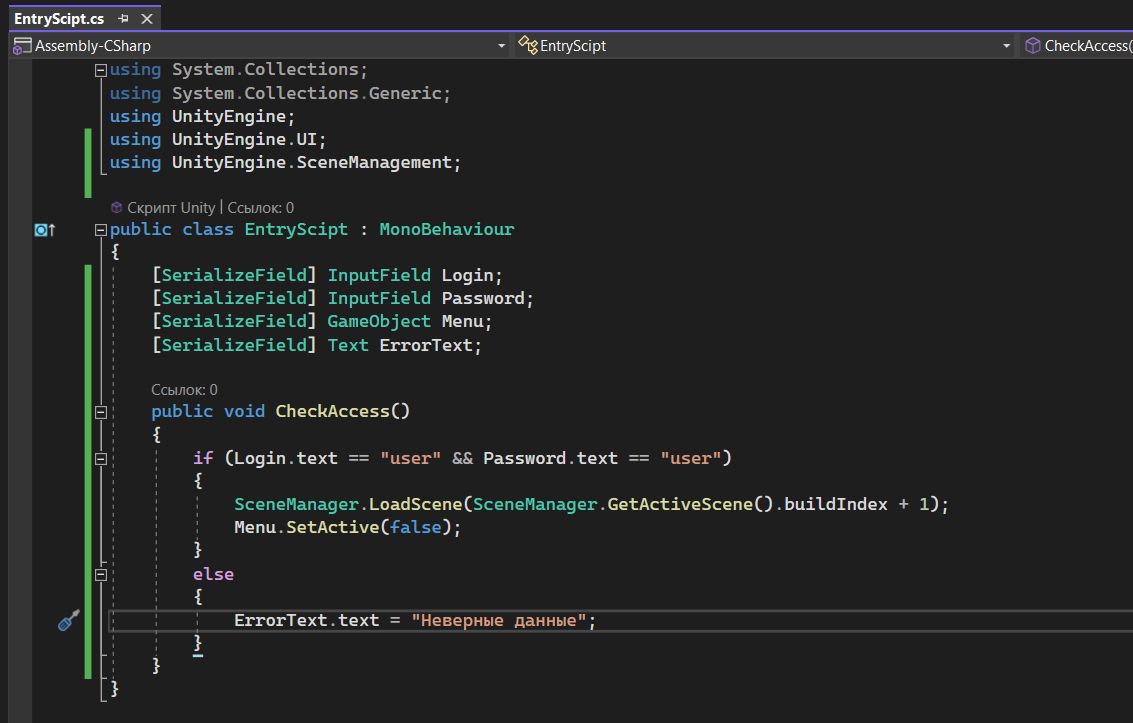 EntryScipt.cs
Assembly-CSharp
EntryScipt
CheckAccess(
using System.Collections;
using System.Collections.Generic;
using UnityEngine;
using UnityEngine.UI;
using UnityEngine.SceneManagement;
Скрипт Unity | Ссылок: 0
public class EntryScipt : MonoBehaviour
{
[SerializeField] InputField Login;
[SerializeField] InputField Password;
[SerializeField] GameObject Menu;
[SerializeField] Text ErrorText;
Ссылок: 0
public void CheckAccess()
{
if (Login.text == "user" && Password.text == "user")
{
SceneManager.LoadScene(SceneManager.GetActiveScene().buildIndex + 1);
Menu.SetActive(false);
}
else
{
ErrorText.text = "Неверные данные";
}
}
}